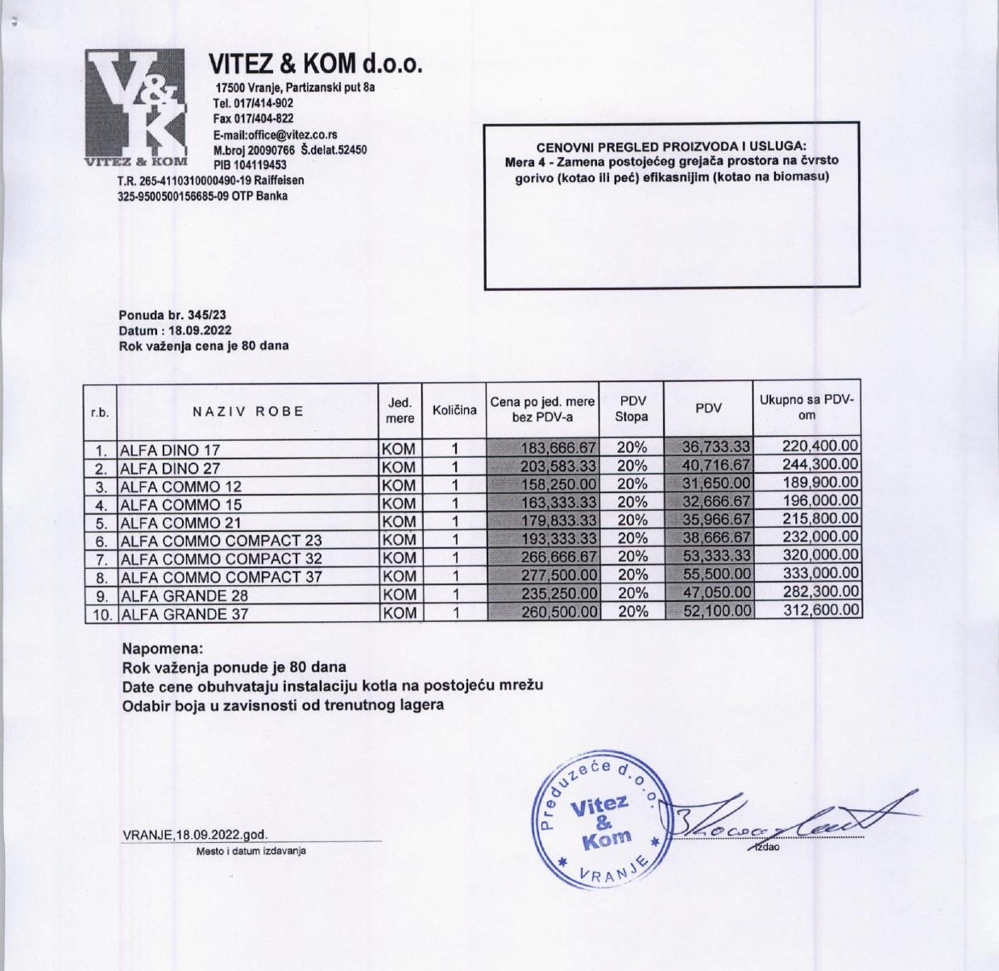 V&K
VITEZ & KOM
VITEZ & KOM d.o.o.
17500 Vranje, Partizanski put 8a
Tel. 017/414-902
Fax 017/404-822
E-mail:office@vitez.co.rs
M.broj 20090766 Š.delat.52450
PIB 104119453
T.R. 265-4110310000490-19 Raiffeisen
325-9500500156685-09 OTP Banka
CENOVNI PREGLED PROIZVODA I USLUGA:
Mera 4 - Zamena postojećeg grejača prostora na čvrsto
gorivo (kotao ili peć) efikasnijim (kotao na biomasu)
Ponuda br. 345/23
Datum : 18.09.2022
Rok važenja cena je 80 dana
r.b. NAZIV ROBE Jed. mere Količina Cena po jed. mere bez PDV-a PDV Stopa PDV Ukupno sa PDV-om
1. ALFA DINO 17 KOM 1 183,666.67 20% 36,733.33 220,400.00
2. ALFA DINO 27 KOM 1 203,583.33 20% 40,716.67 244,300.00
3. ALFA COMMO 12 KOM 1 158,250.00 20% 31,650.00 189,900.00
4. ALFA COMMO 15 KOM 1 163,333.33 20% 32,666.67 196,000.00
5. ALFA COMMO 21 KOM 1 179,833.33 20% 35,966.67 215,800.00
6. ALFA COMMO COMPACT 23 KOM 1 193,333.33 20% 38,666.67 232,000.00
7. ALFA COMMO COMPACT 32 KOM 1 266,666.67 20% 53,333.33 320,000.00
8. ALFA COMMO COMPACT 37 KOM 1 277,500.00 20% 55,500.00 333,000.00
9. ALFA GRANDE 28 KOM 1 235,250.00 20% 47,050.00 282,300.00
10. ALFA GRANDE 37 KOM 1 260,500.00 20% 52,100.00 312,600.00
Napomena:
Rok važenja ponude je 80 dana
Date cene obuhvataju instalaciju kotla na postojeću mrežu
Odabir boja u zavisnosti od trenutnog lagera
Preduzeće d.o.o.
Vitez
&
Kom
VRANJE
VRANJE,18.09.2022.god.
Mesto i datum izdavanja
Izdao